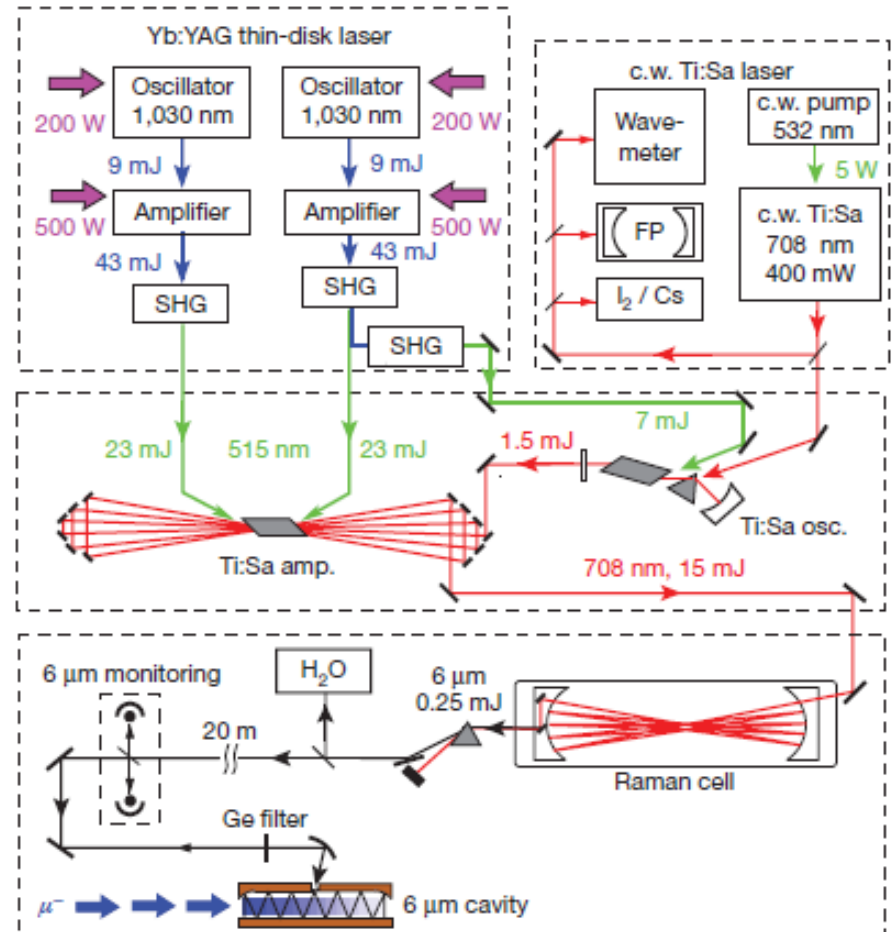 Yb:YAG thin-disk laser
Oscillator
1,030 nm
Oscillator
1,030 nm
200 W
200 W
9 mJ
9 mJ
Amplifier
Amplifier
500 W
500 W
43 mJ
43 mJ
SHG
SHG
SHG
c.w. Ti:Sa laser
Wave-
meter
c.w. pump
532 nm
5 W
FP
c.w. Ti:Sa
708 nm
400 mW
I2 / Cs
23 mJ
515 nm
23 mJ
7 mJ
1.5 mJ
Ti:Sa osc.
Ti:Sa amp.
708 nm, 15 mJ
6 μm monitoring
H2O
6 μm
0.25 mJ
20 m
Raman cell
Ge filter
μ−
6 μm cavity